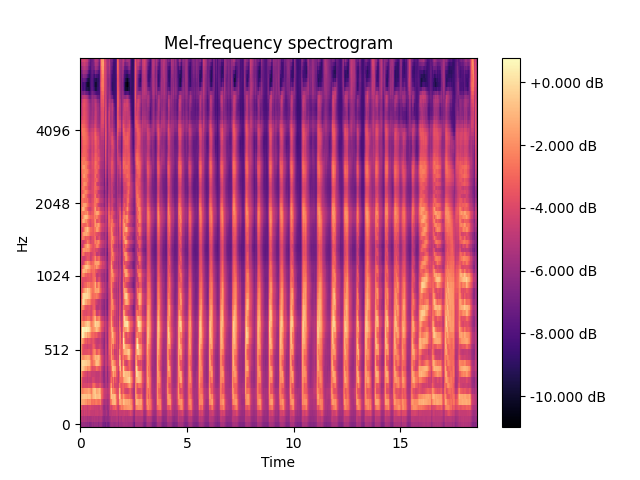 Mel-frequency spectrogram
Hz
4096
2048
1024
512
0
0 5 10 15
Time
+0.000 dB
-2.000 dB
-4.000 dB
-6.000 dB
-8.000 dB
-10.000 dB